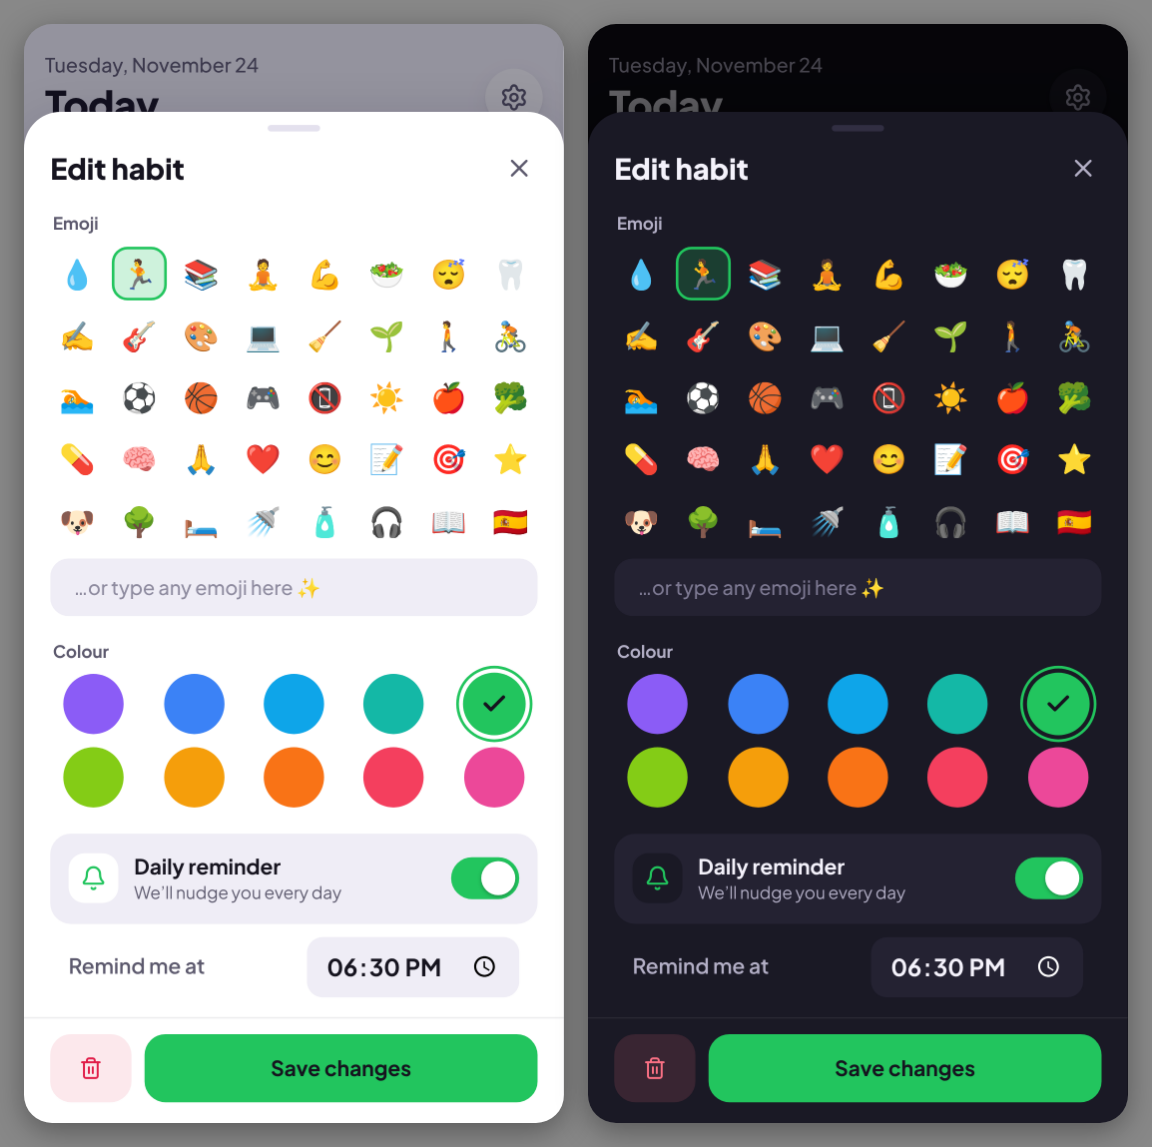 Tuesday, November 24
Today
Edit habit
Emoji
...or type any emoji here ✨
Colour
Daily reminder
We'll nudge you every day
Remind me at
06:30 PM
Save changes
Tuesday, November 24
Today
Edit habit
Emoji
...or type any emoji here ✨
Colour
Daily reminder
We'll nudge you every day
Remind me at
06:30 PM
Save changes